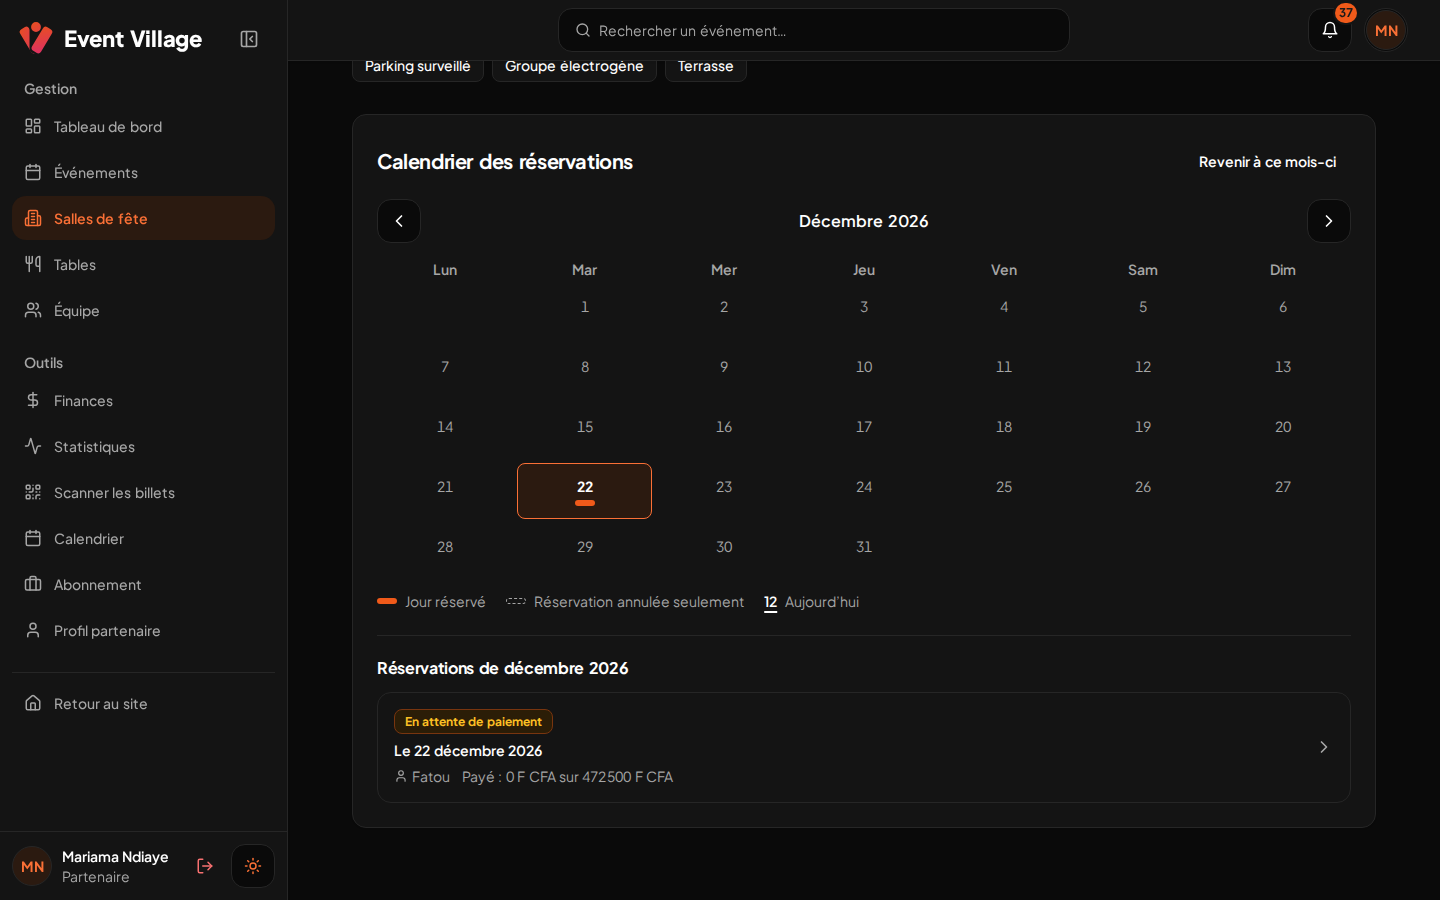 Event Village
Gestion
Tableau de bord
Événements
Salles de fête
Tables
Équipe
Outils
Finances
Statistiques
Scanner les billets
Calendrier
Abonnement
Profil partenaire
Retour au site
MN
Mariama Ndiaye
Partenaire
Rechercher un événement...
37
MN
Parking surveillé Groupe électrogène Terrasse
Calendrier des réservations
Revenir à ce mois-ci
Décembre 2026
Lun Mar Mer Jeu Ven Sam Dim
1 2 3 4 5 6
7 8 9 10 11 12 13
14 15 16 17 18 19 20
21 22 23 24 25 26 27
28 29 30 31
Jour réservé Réservation annulée seulement 12 Aujourd'hui
Réservations de décembre 2026
En attente de paiement
Le 22 décembre 2026
Fatou Payé : 0 F CFA sur 472 500 F CFA